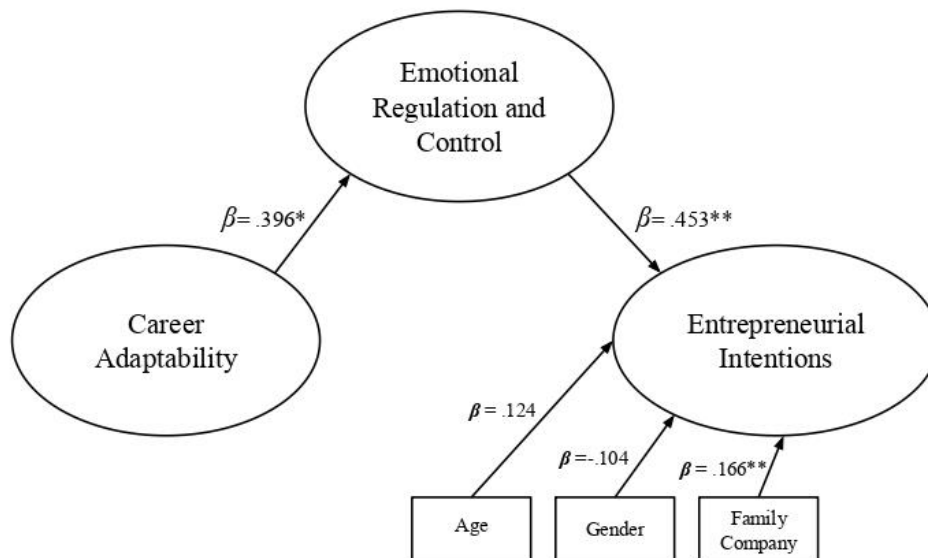 Emotional
Regulation and
Control
β= .396*
β= .453**
Career
Adaptability
Entrepreneurial
Intentions
β = .124
β =-.104
β = .166**
Age
Gender
Family
Company